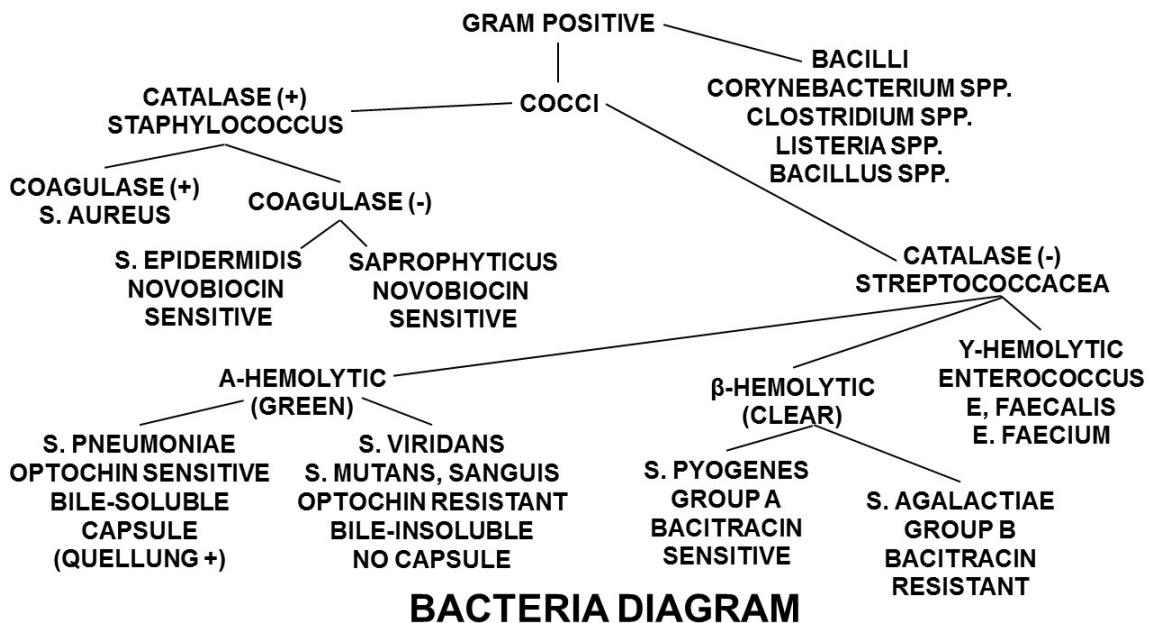 GRAM POSITIVE
BACILLI
CORYNEBACTERIUM SPP.
CLOSTRIDIUM SPP.
LISTERIA SPP.
BACILLUS SPP.
COCCI
CATALASE (+)
STAPHYLOCOCCUS
COAGULASE (+)
S. AUREUS
COAGULASE (-)
S. EPIDERMIDIS
NOVOBIOCIN
SENSITIVE
SAPROPHYTICUS
NOVOBIOCIN
SENSITIVE
CATALASE (-)
STREPTOCOCCACEA
Α-HEMOLYTIC
(GREEN)
S. PNEUMONIAE
OPTOCHIN SENSITIVE
BILE-SOLUBLE
CAPSULE
(QUELLUNG +)
S. VIRIDANS
S. MUTANS, SANGUIS
OPTOCHIN RESISTANT
BILE-INSOLUBLE
NO CAPSULE
β-HEMOLYTIC
(CLEAR)
S. PYOGENES
GROUP A
BACITRACIN
SENSITIVE
S. AGALACTIAE
GROUP B
BACITRACIN
RESISTANT
Y-HEMOLYTIC
ENTEROCOCCUS
E, FAECALIS
E. FAECIUM
BACTERIA DIAGRAM